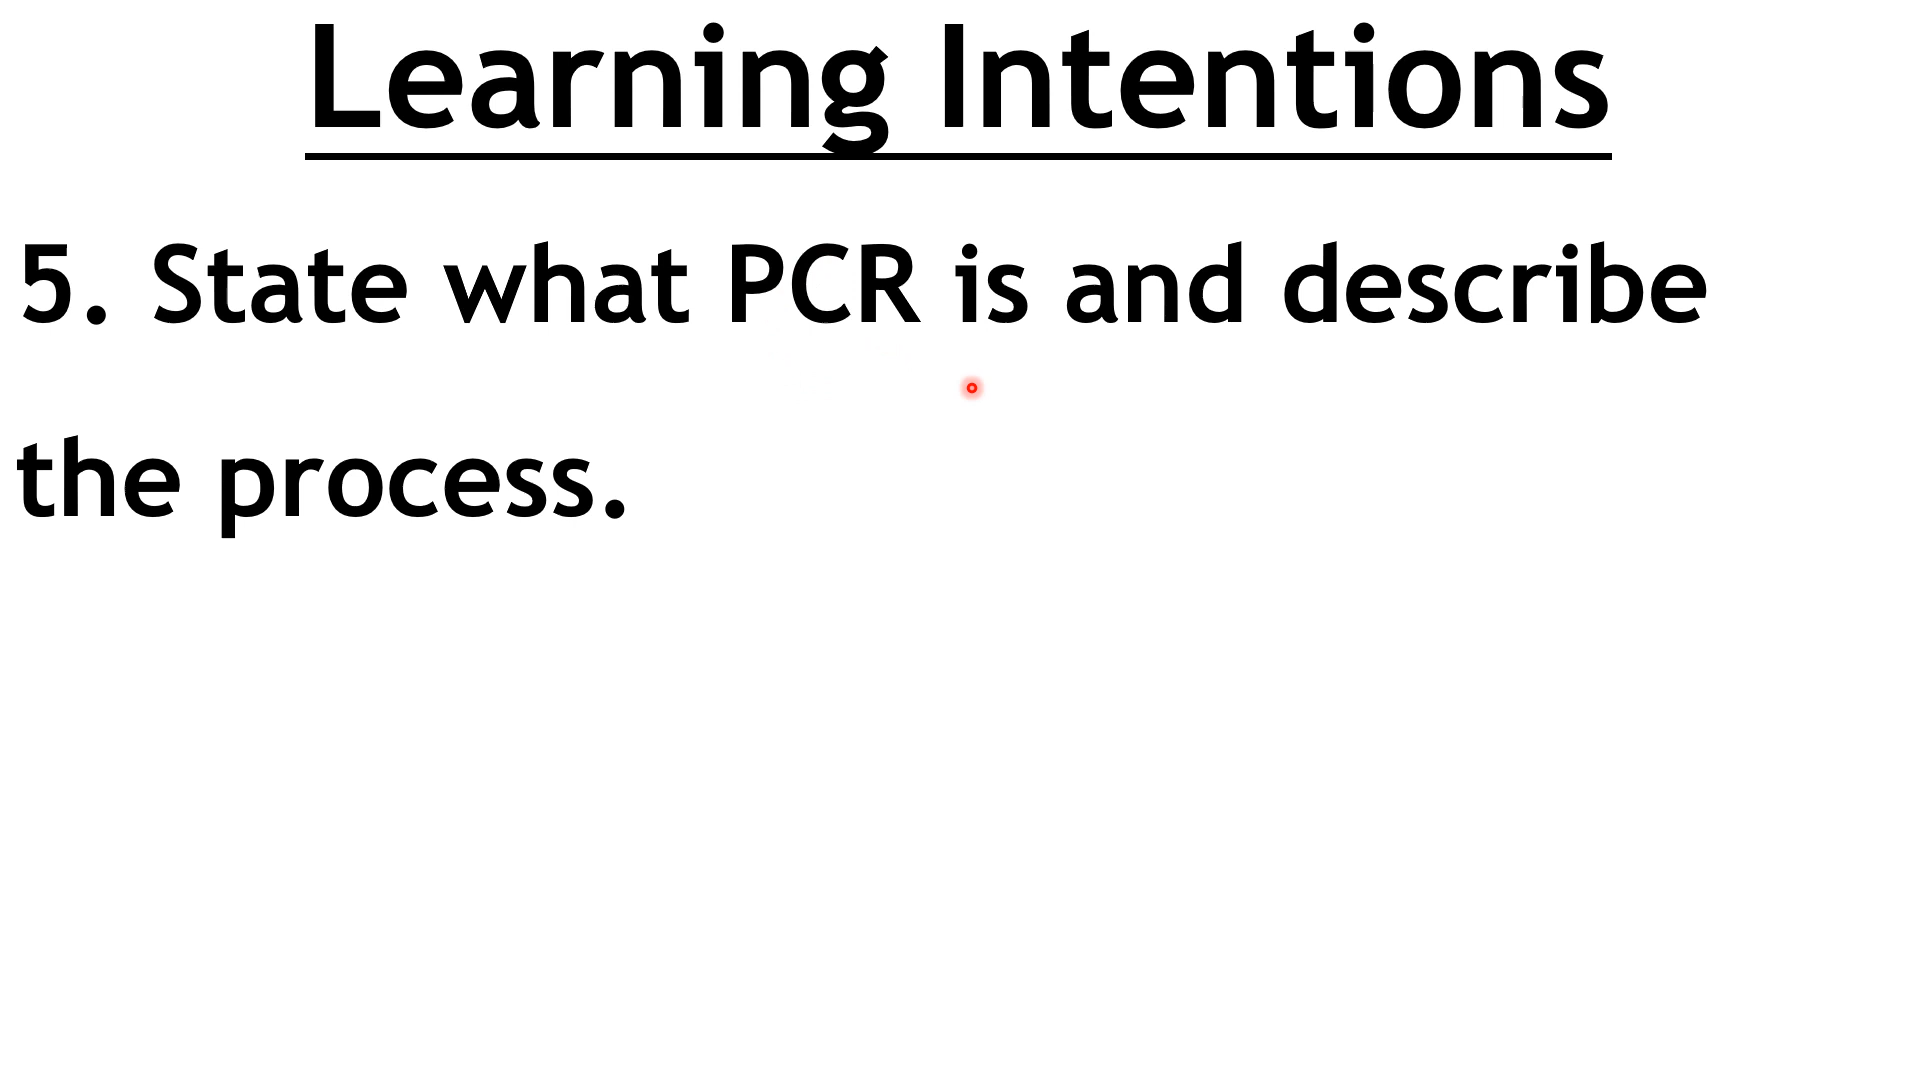 Learning Intentions
5. State what PCR is and describe
the process.